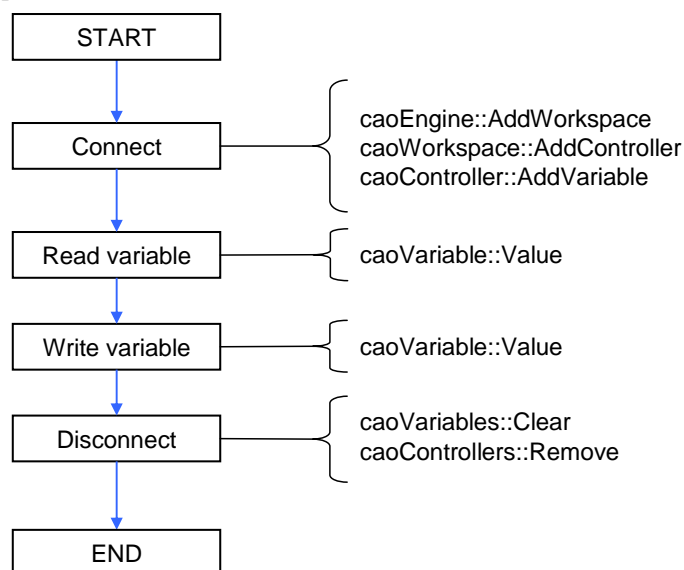 START
Connect
caoEngine::AddWorkspace
caoWorkspace::AddController
caoController::AddVariable
Read variable
caoVariable::Value
Write variable
caoVariable::Value
Disconnect
caoVariables::Clear
caoControllers::Remove
END